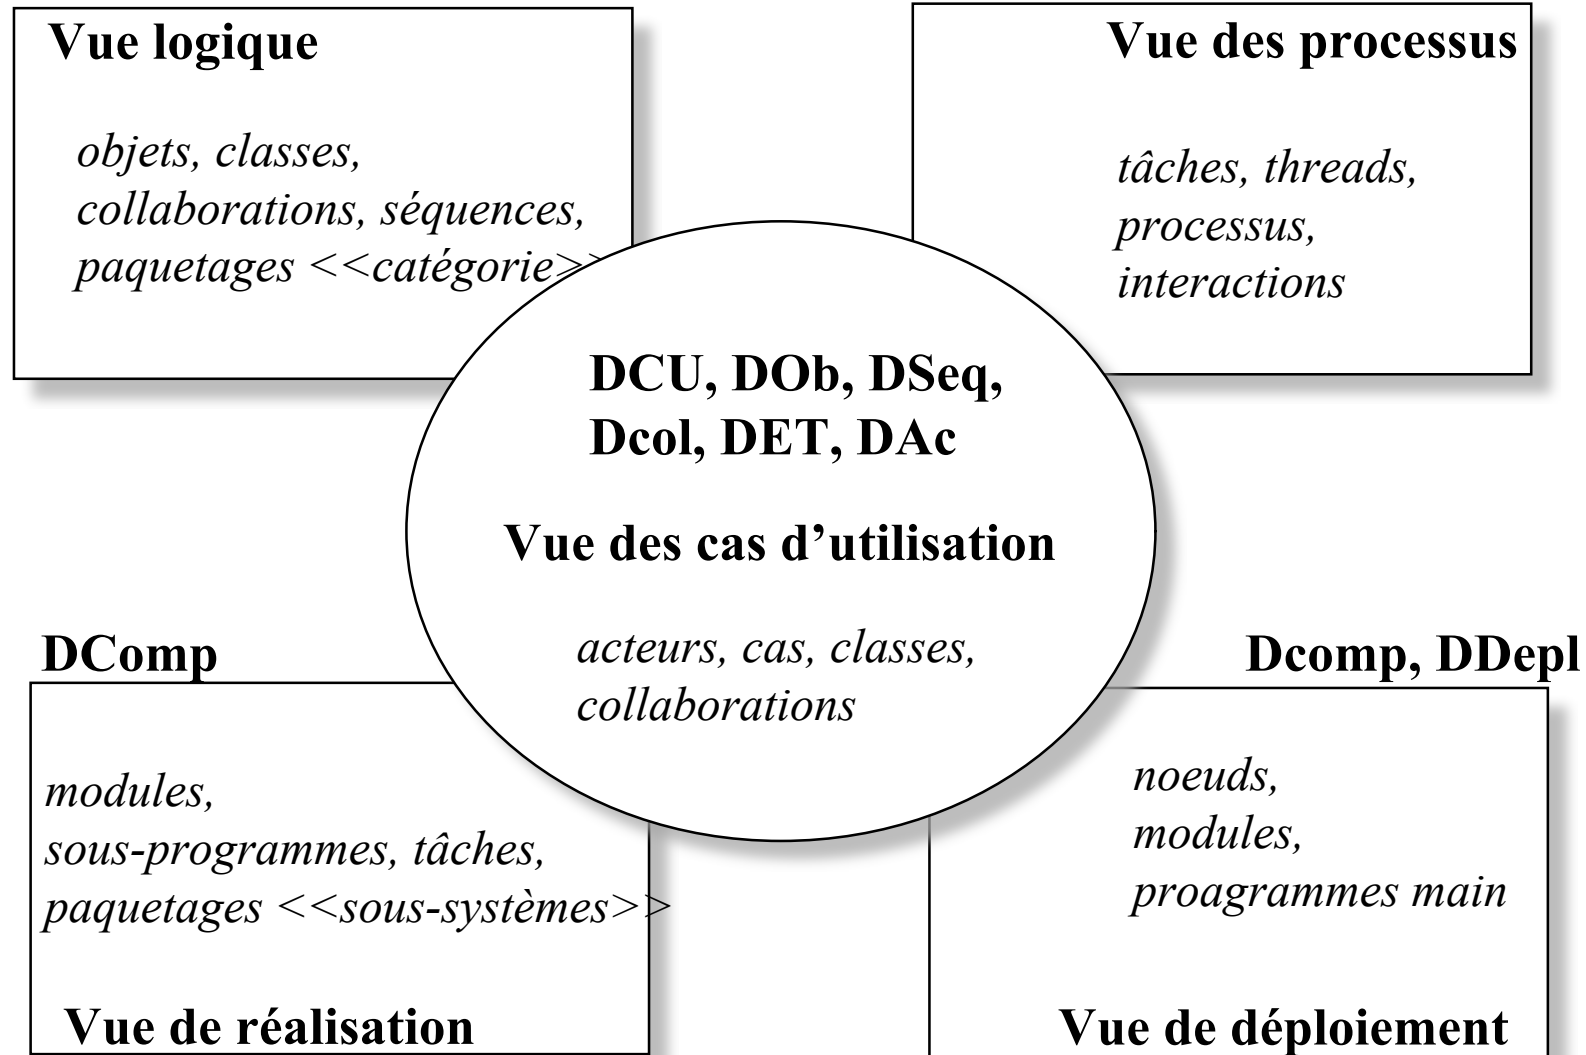 Vue logique
objets, classes,
collaborations, séquences,
paquetages <<catégorie>>
Vue des processus
tâches, threads,
processus,
interactions
DCU, DOb, DSeq,
Dcol, DET, DAc
Vue des cas d’utilisation
acteurs, cas, classes,
collaborations
DComp
modules,
sous-programmes, tâches,
paquetages <<sous-systèmes>>
Vue de réalisation
Dcomp, DDepl
noeuds,
modules,
proagrammes main
Vue de déploiement